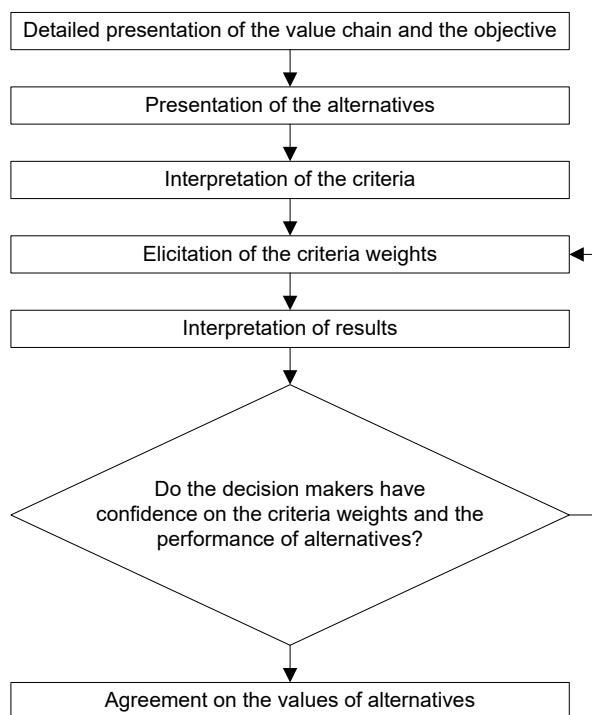 Detailed presentation of the value chain and the objective
Presentation of the alternatives
Interpretation of the criteria
Elicitation of the criteria weights
Interpretation of results
Do the decision makers have
confidence on the criteria weights and the
performance of alternatives?
Agreement on the values of alternatives